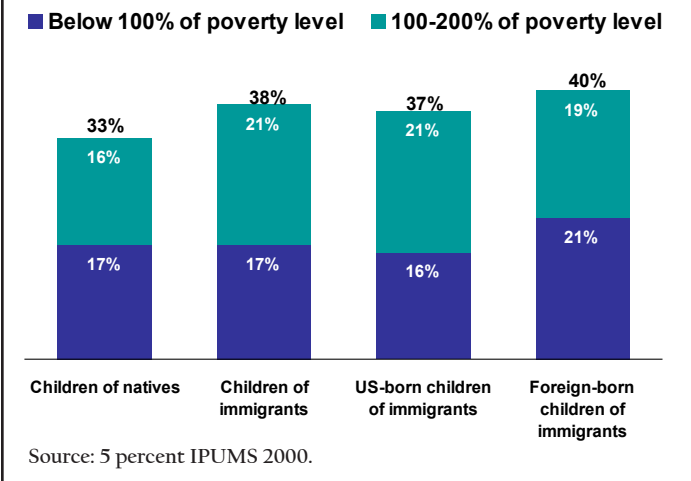 Below 100% of poverty level 100-200% of poverty level
33% 38% 37% 40%
16% 21% 21% 19%
17% 17% 16% 21%
Children of natives Children of US-born children Foreign-born
immigrants of immigrants children of
immigrants
Source: 5 percent IPUMS 2000.